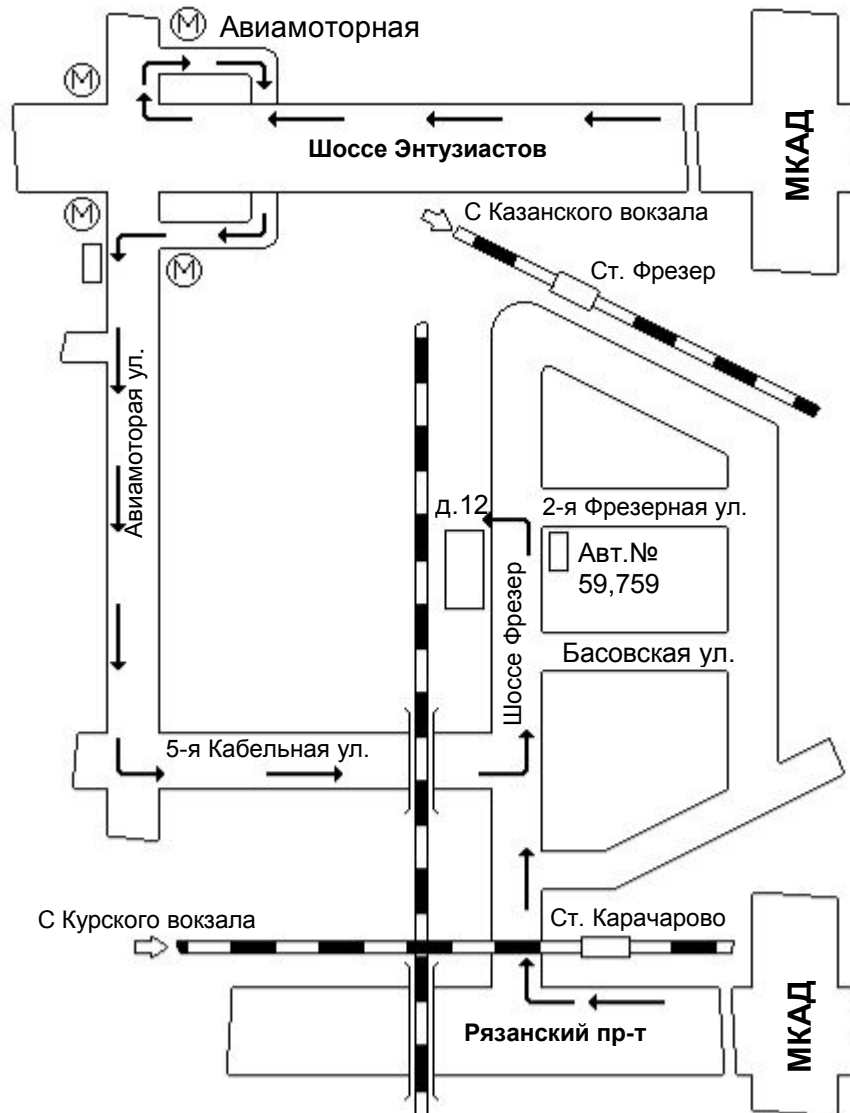 М Авиамоторная
М
МКАД
Шоссе Энтузиастов
М
С Казанского вокзала
М
Ст. Фрезер
Авиамоторая ул.
д.12
2-я Фрезерная ул.
Авт.№
59,759
Шоссе Фрезер
Басовская ул.
5-я Кабельная ул.
С Курского вокзала
Ст. Карачарово
Рязанский пр-т
МКАД